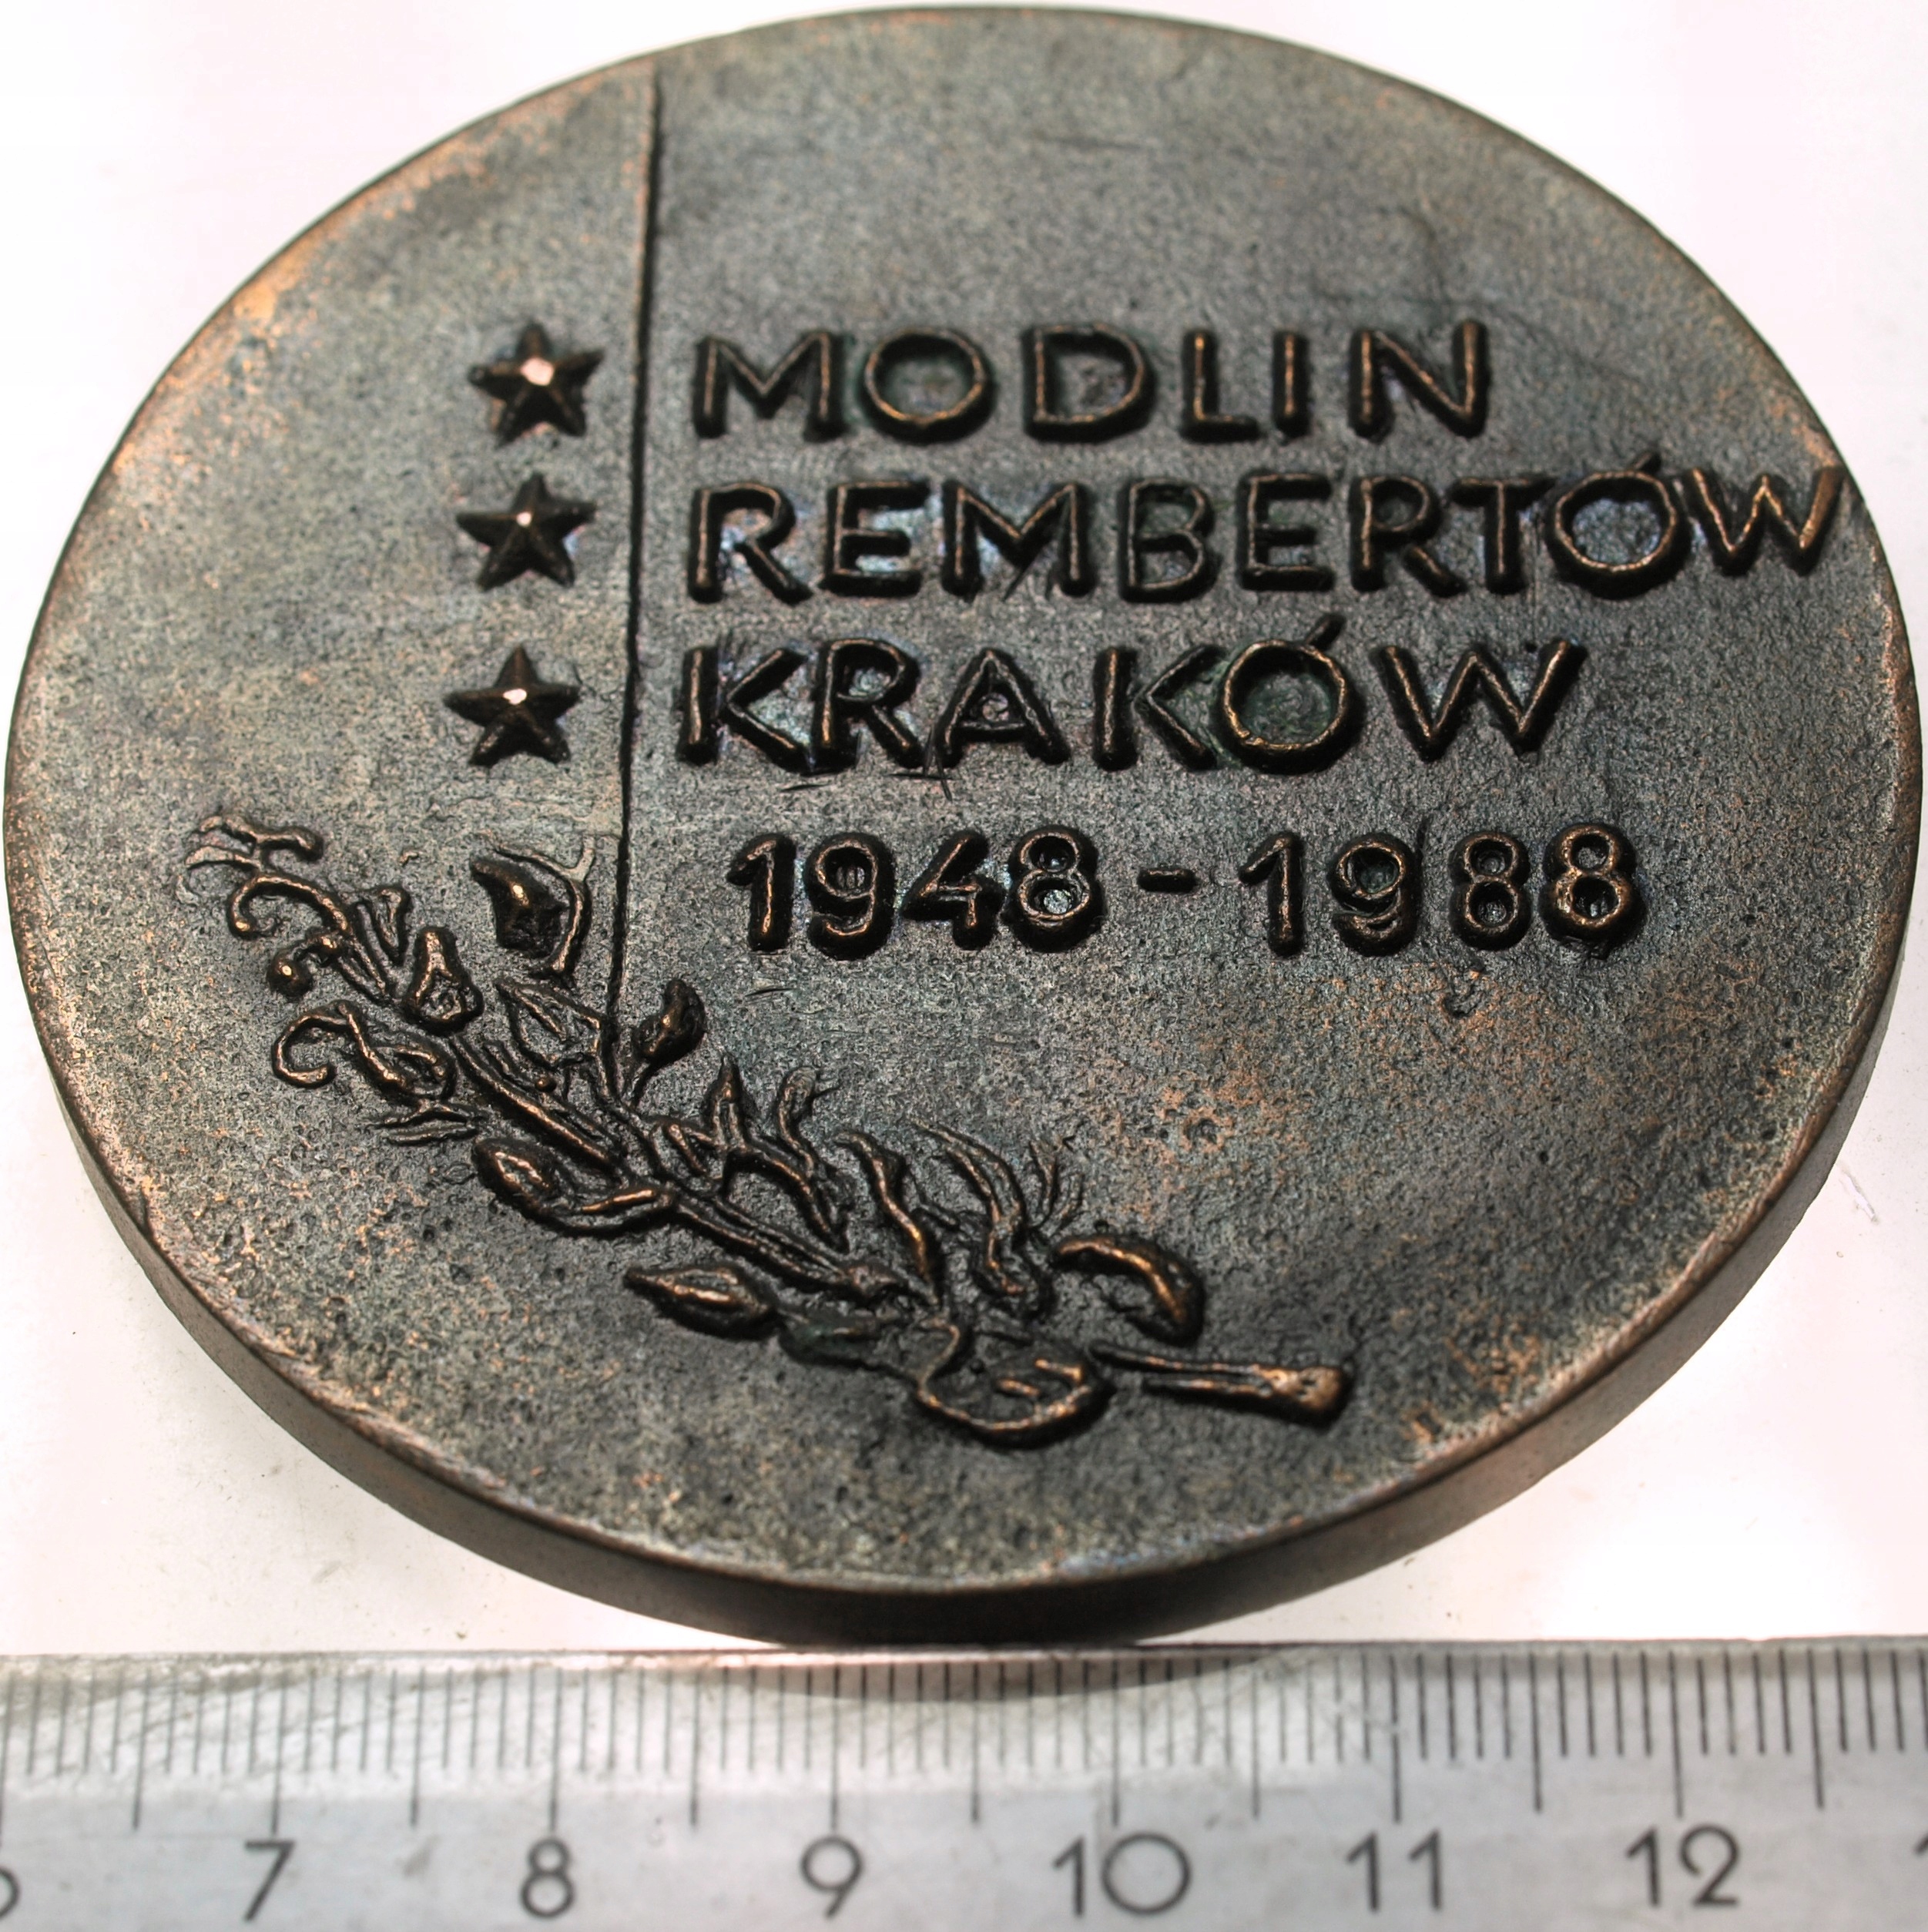 MODLIN
REMBERTÓW
KRAKÓW
1948-1988
7 8 9 10 11 12